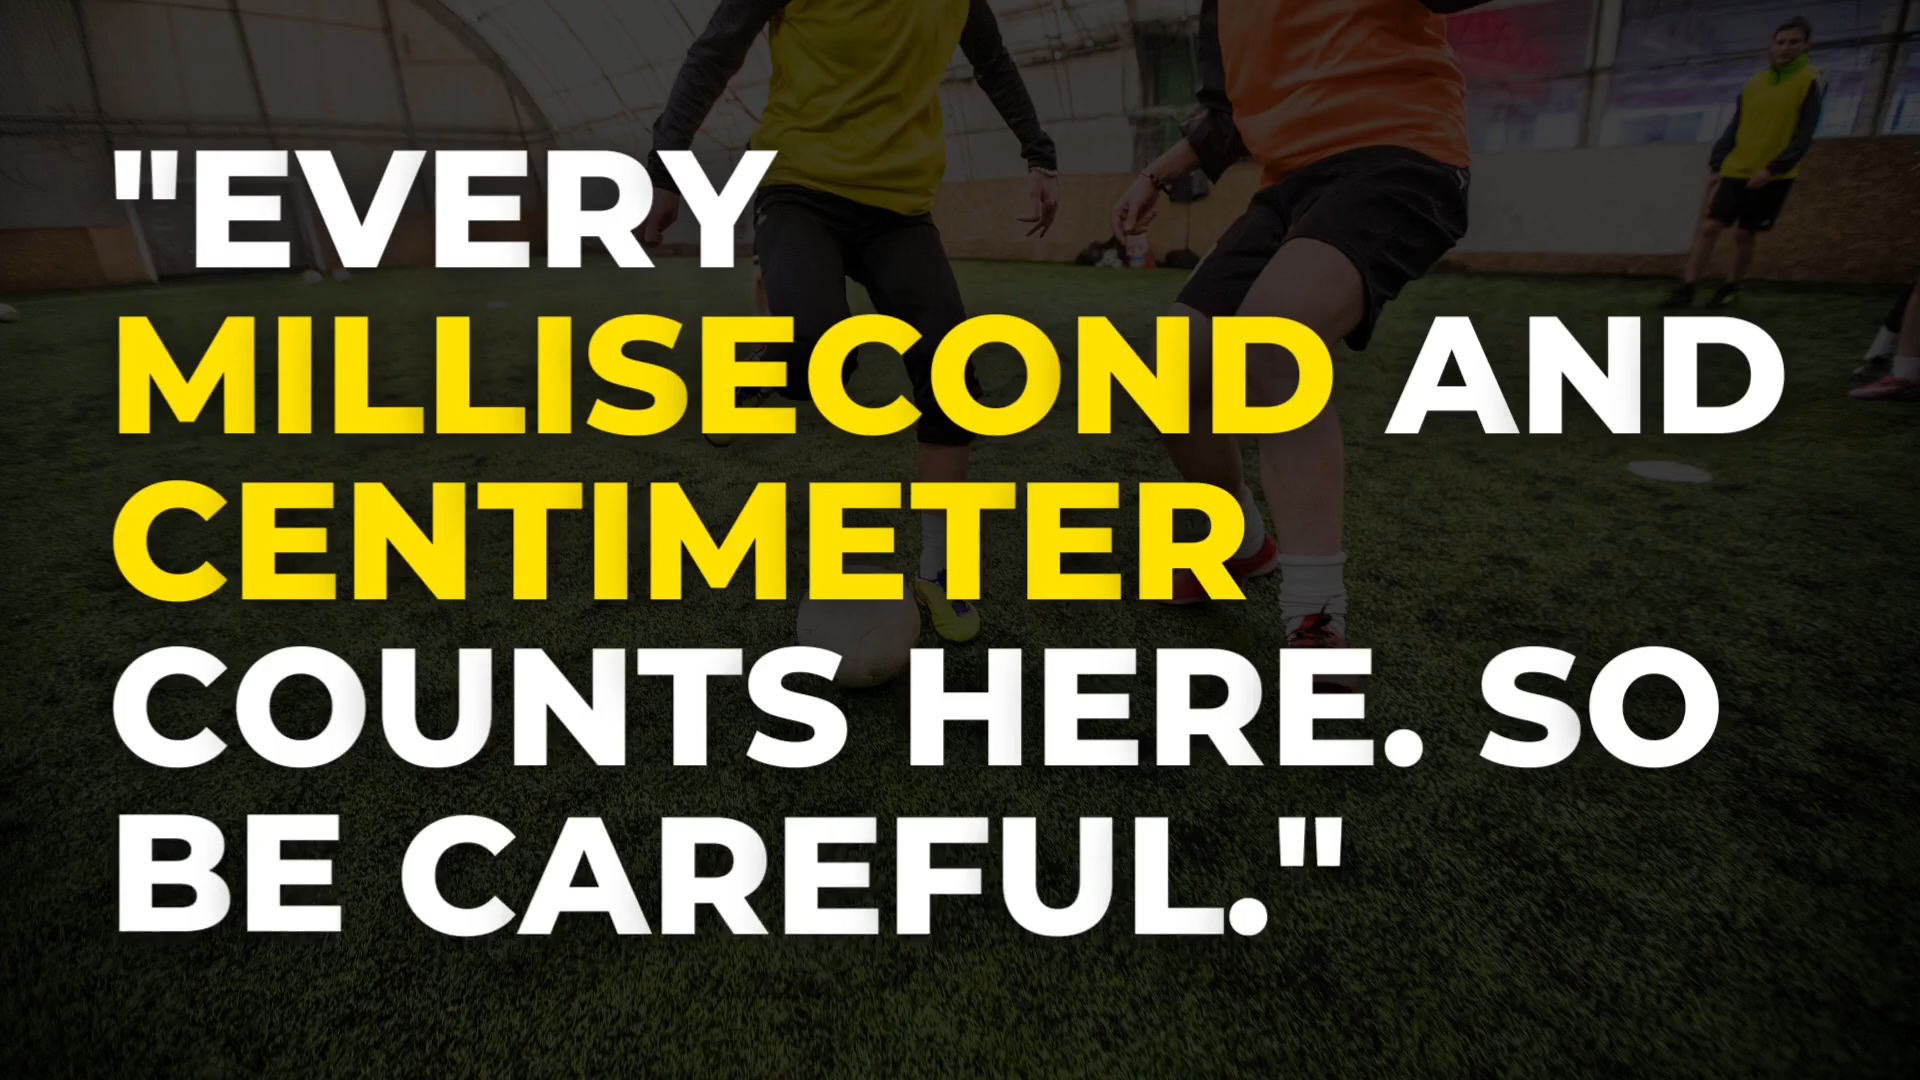 "EVERY
MILLISECOND AND
CENTIMETER
COUNTS HERE. SO
BE CAREFUL."